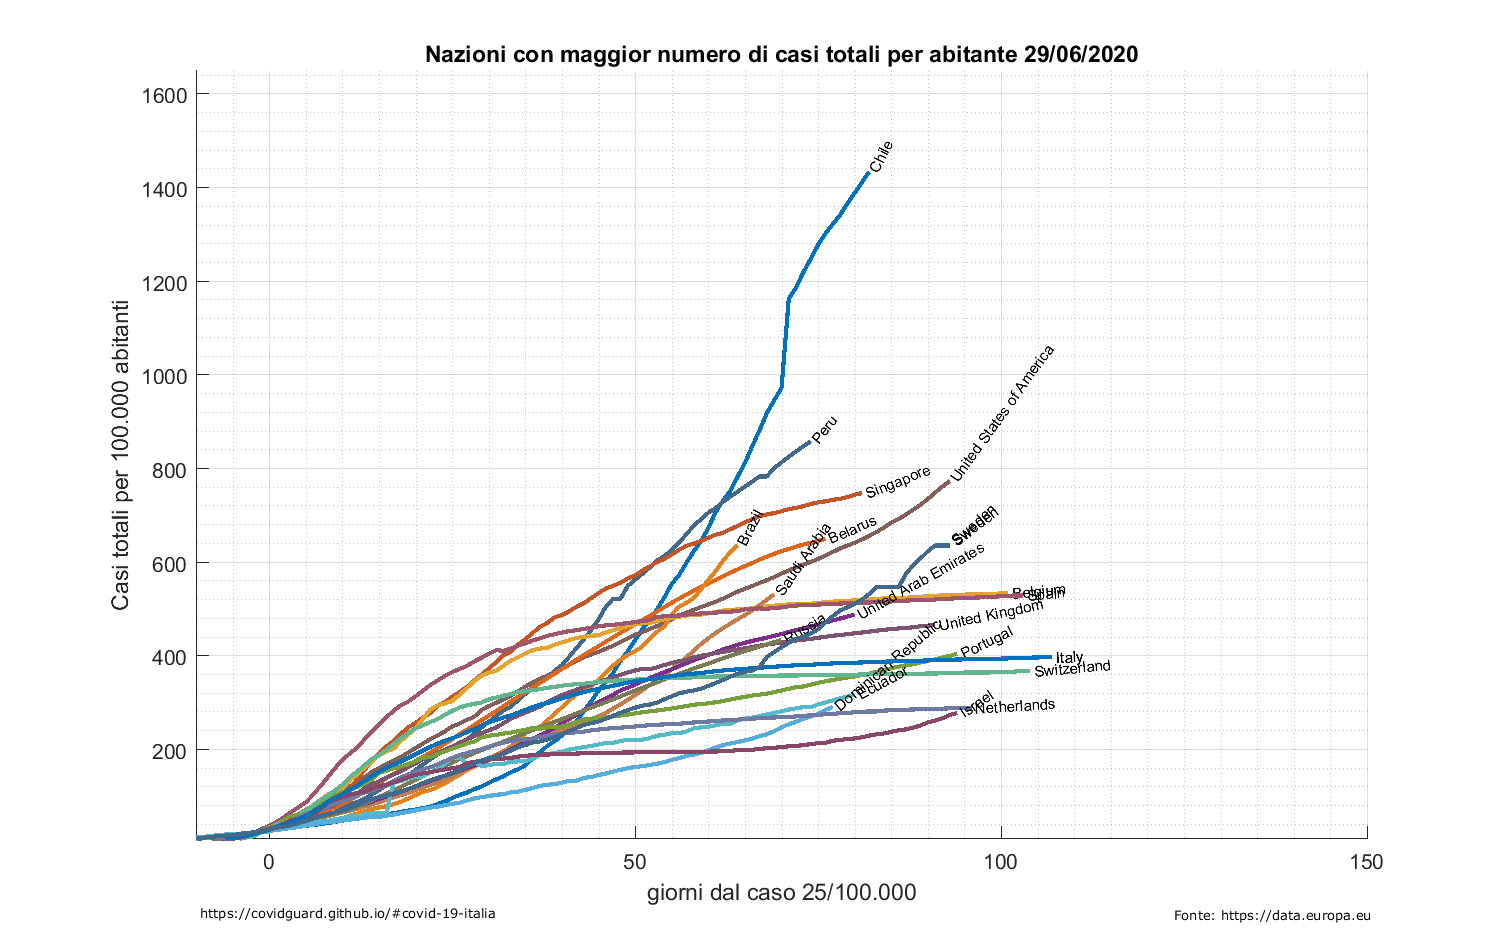 Nazioni con maggior numero di casi totali per abitante 29/06/2020
1600
1400
1200
1000
800
600
400
200
Casi totali per 100.000 abitanti
Chile
United States of America
Peru
Singapore
Brazil
Belarus
Saudi Arabia
Sweden
Sweden
United Arab Emirates
Belgium
Spain
United Kingdom
Russia
Portugal
Dominican Republic
Ecuador
Italy
Switzerland
Israel
Netherlands
0
50
100
150
giorni dal caso 25/100.000
https://covidguard.github.io/#covid-19-italia
Fonte: https://data.europa.eu